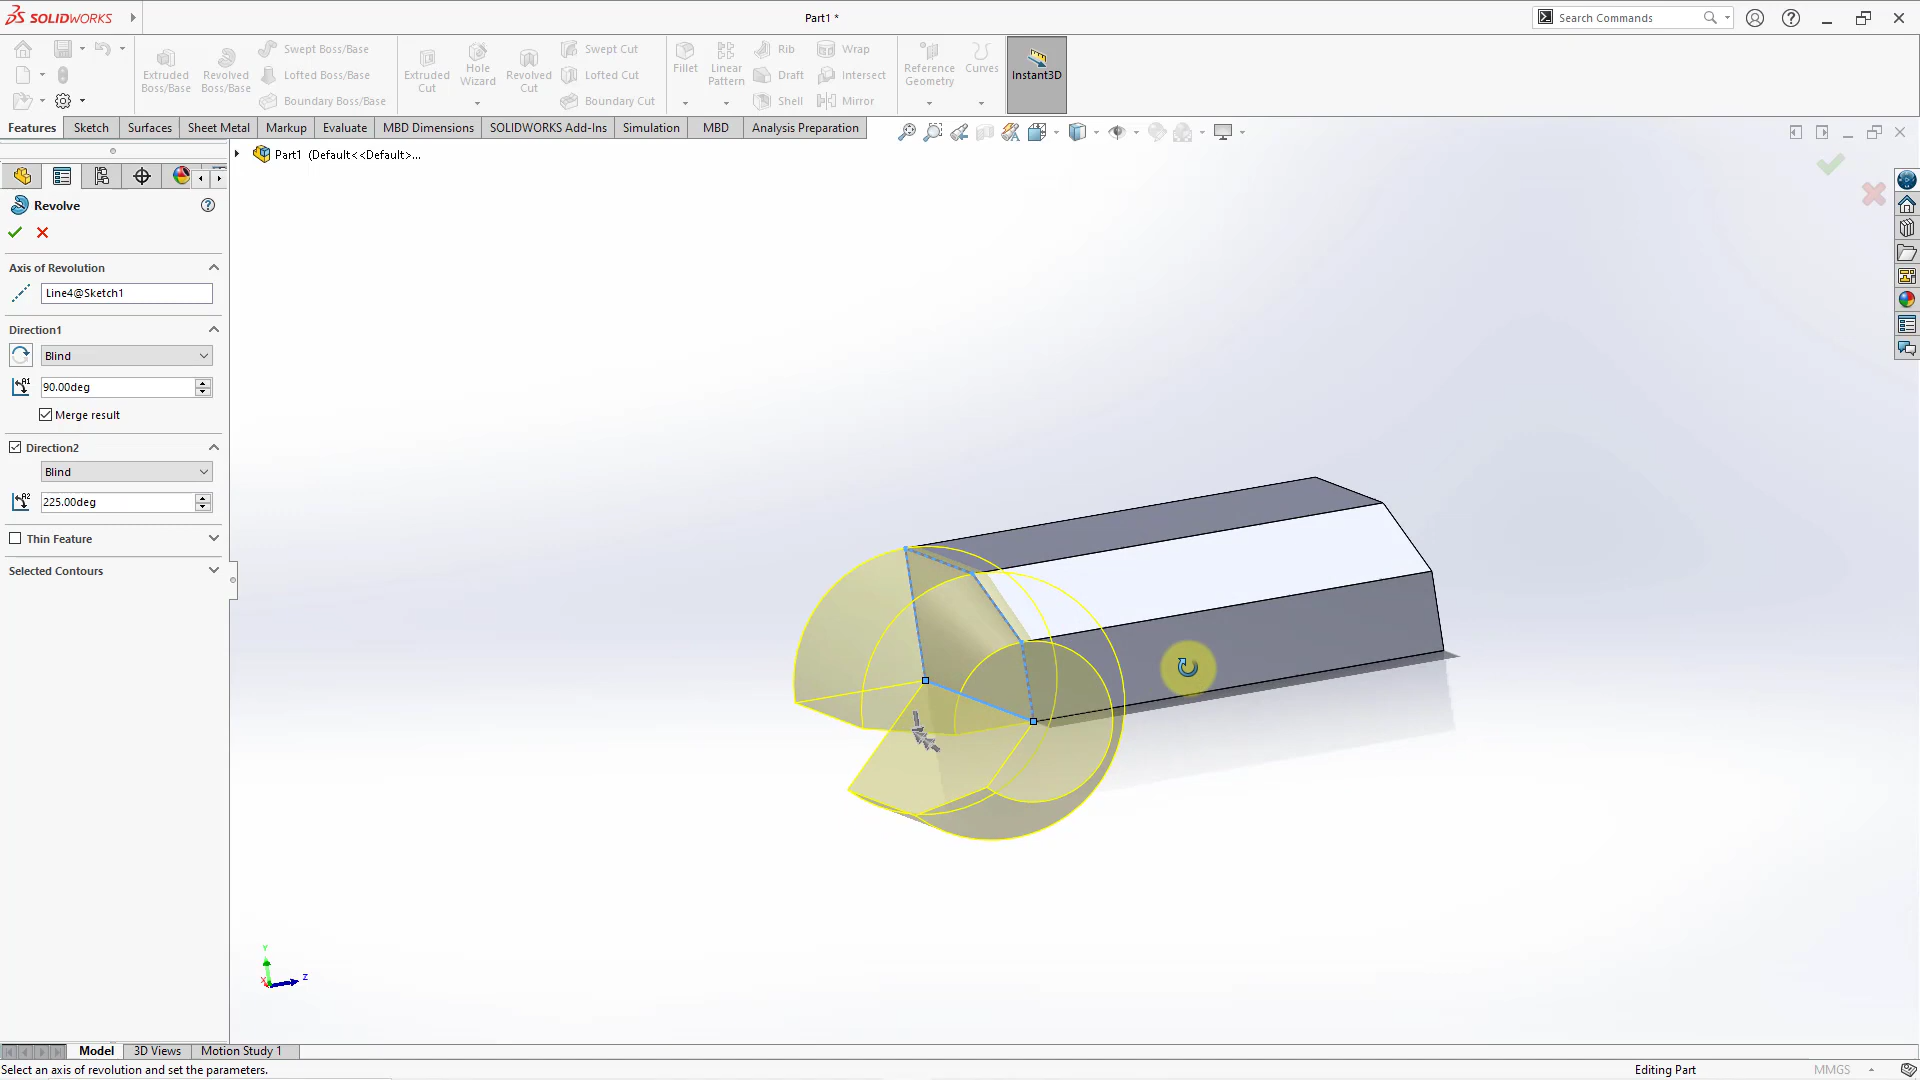 SOLIDWORKS
Part1 *
Search Commands
Extruded Boss/Base
Revolved Boss/Base
Swept Boss/Base
Lofted Boss/Base
Boundary Boss/Base
Extruded Cut
Hole Wizard
Revolved Cut
Swept Cut
Lofted Cut
Boundary Cut
Fillet
Linear Pattern
Rib
Draft
Shell
Wrap
Intersect
Mirror
Reference Geometry
Curves
Instant3D
Features
Sketch
Surfaces
Sheet Metal
Markup
Evaluate
MBD Dimensions
SOLIDWORKS Add-Ins
Simulation
MBD
Analysis Preparation
Part1 (Default<<Default>...
Revolve
Axis of Revolution
Line4@Sketch1
Direction1
Blind
90.00deg
Merge result
Direction2
Blind
225.00deg
Thin Feature
Selected Contours
Y
X
Z
Model
3D Views
Motion Study 1
Select an axis of revolution and set the parameters.
Editing Part
MMGS